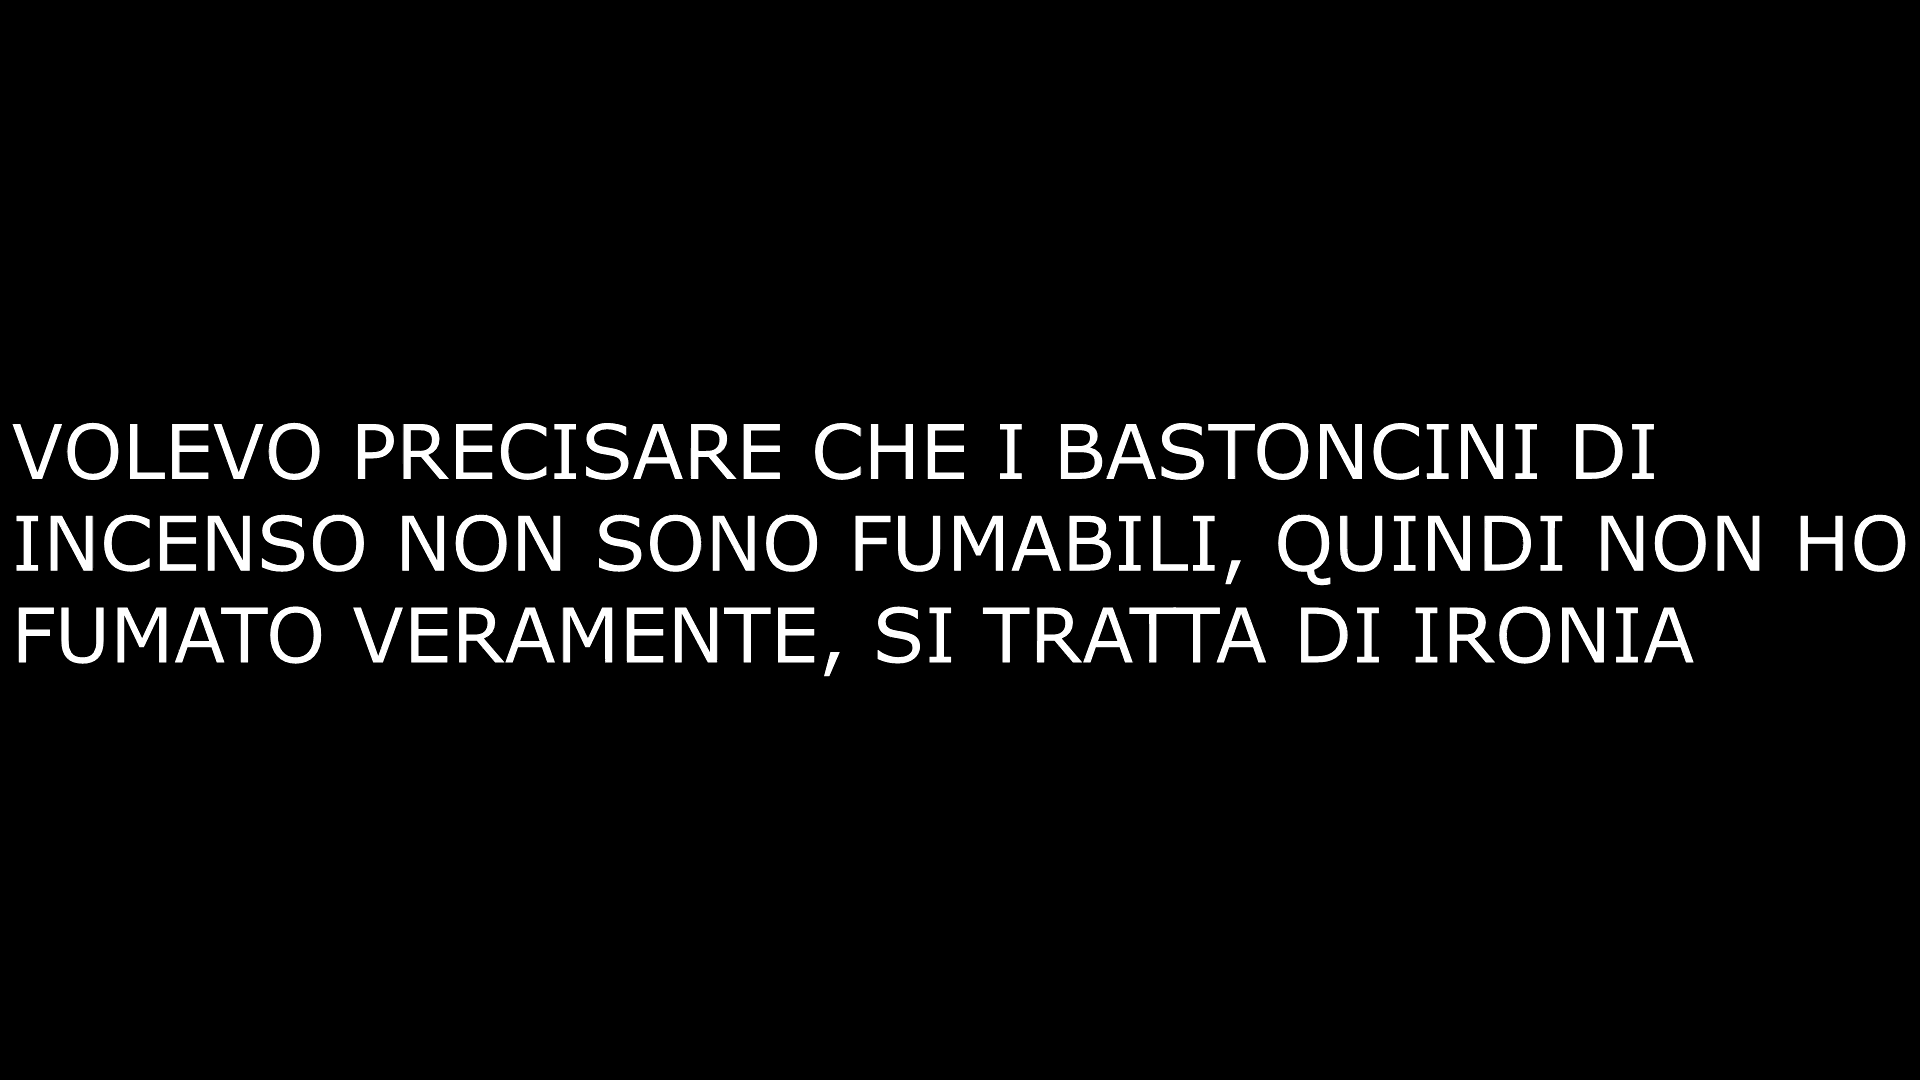 VOLEVO PRECISARE CHE I BASTONCINI DI
INCENSO NON SONO FUMABILI, QUINDI NON HO
FUMATO VERAMENTE, SI TRATTA DI IRONIA